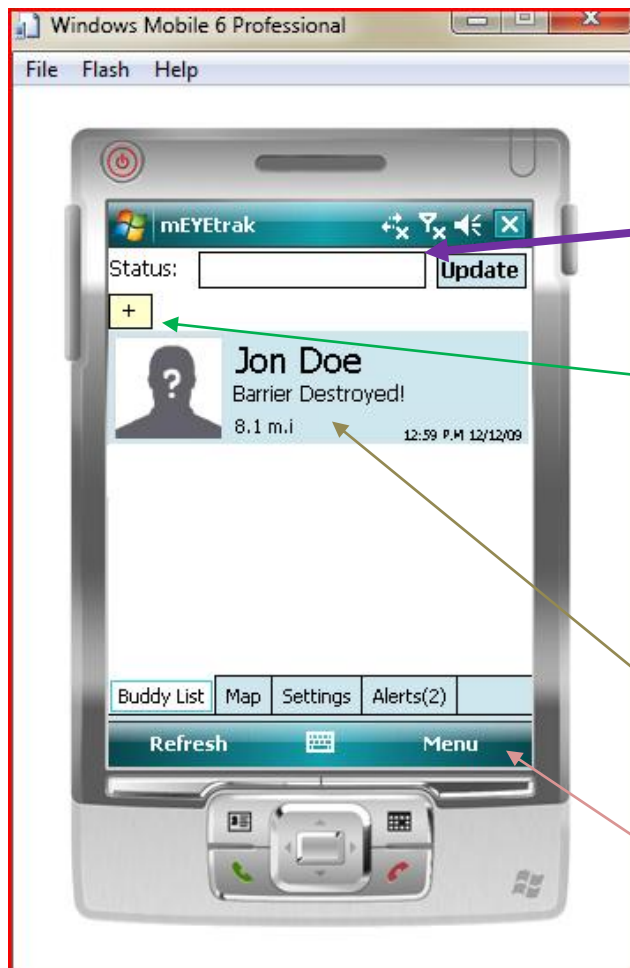 Windows Mobile 6 Professional
File Flash Help
mEYEtrak
Status: Update
+
?
Jon Doe
Barrier Destroyed!
8.1 m.i 12:59 P.M 12/12/09
Buddy List Map Settings Alerts(2)
Refresh Menu